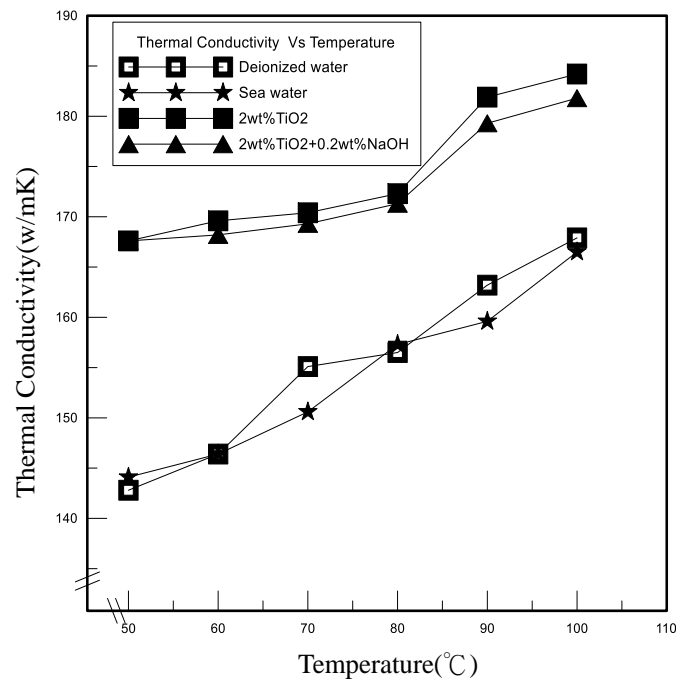 190
180
170
160
150
140
Thermal Conductivity(w/mK)
Thermal Conductivity Vs Temperature
Deionized water
Sea water
2wt%TiO2
2wt%TiO2+0.2wt%NaOH
50 60 70 80 90 100 110
Temperature(℃)